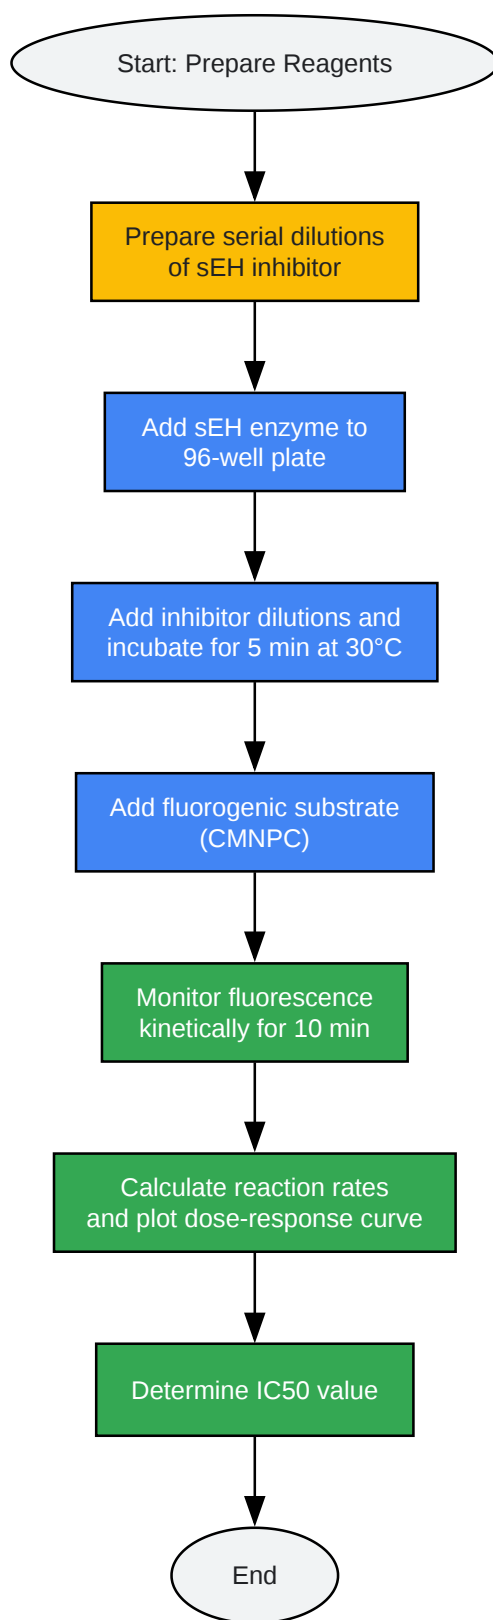 Start: Prepare Reagents
Prepare serial dilutions
of sEH inhibitor
Add sEH enzyme to
96-well plate
Add inhibitor dilutions and
incubate for 5 min at 30°C
Add fluorogenic substrate
(CMNPC)
Monitor fluorescence
kinetically for 10 min
Calculate reaction rates
and plot dose-response curve
Determine IC50 value
End